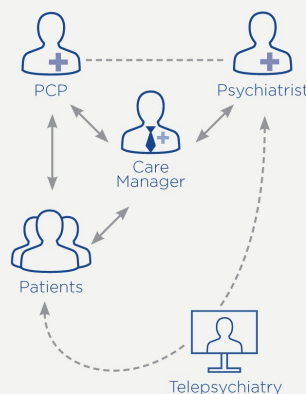 PCP
Psychiatrist
Care
Manager
Patients
Telepsychiatry